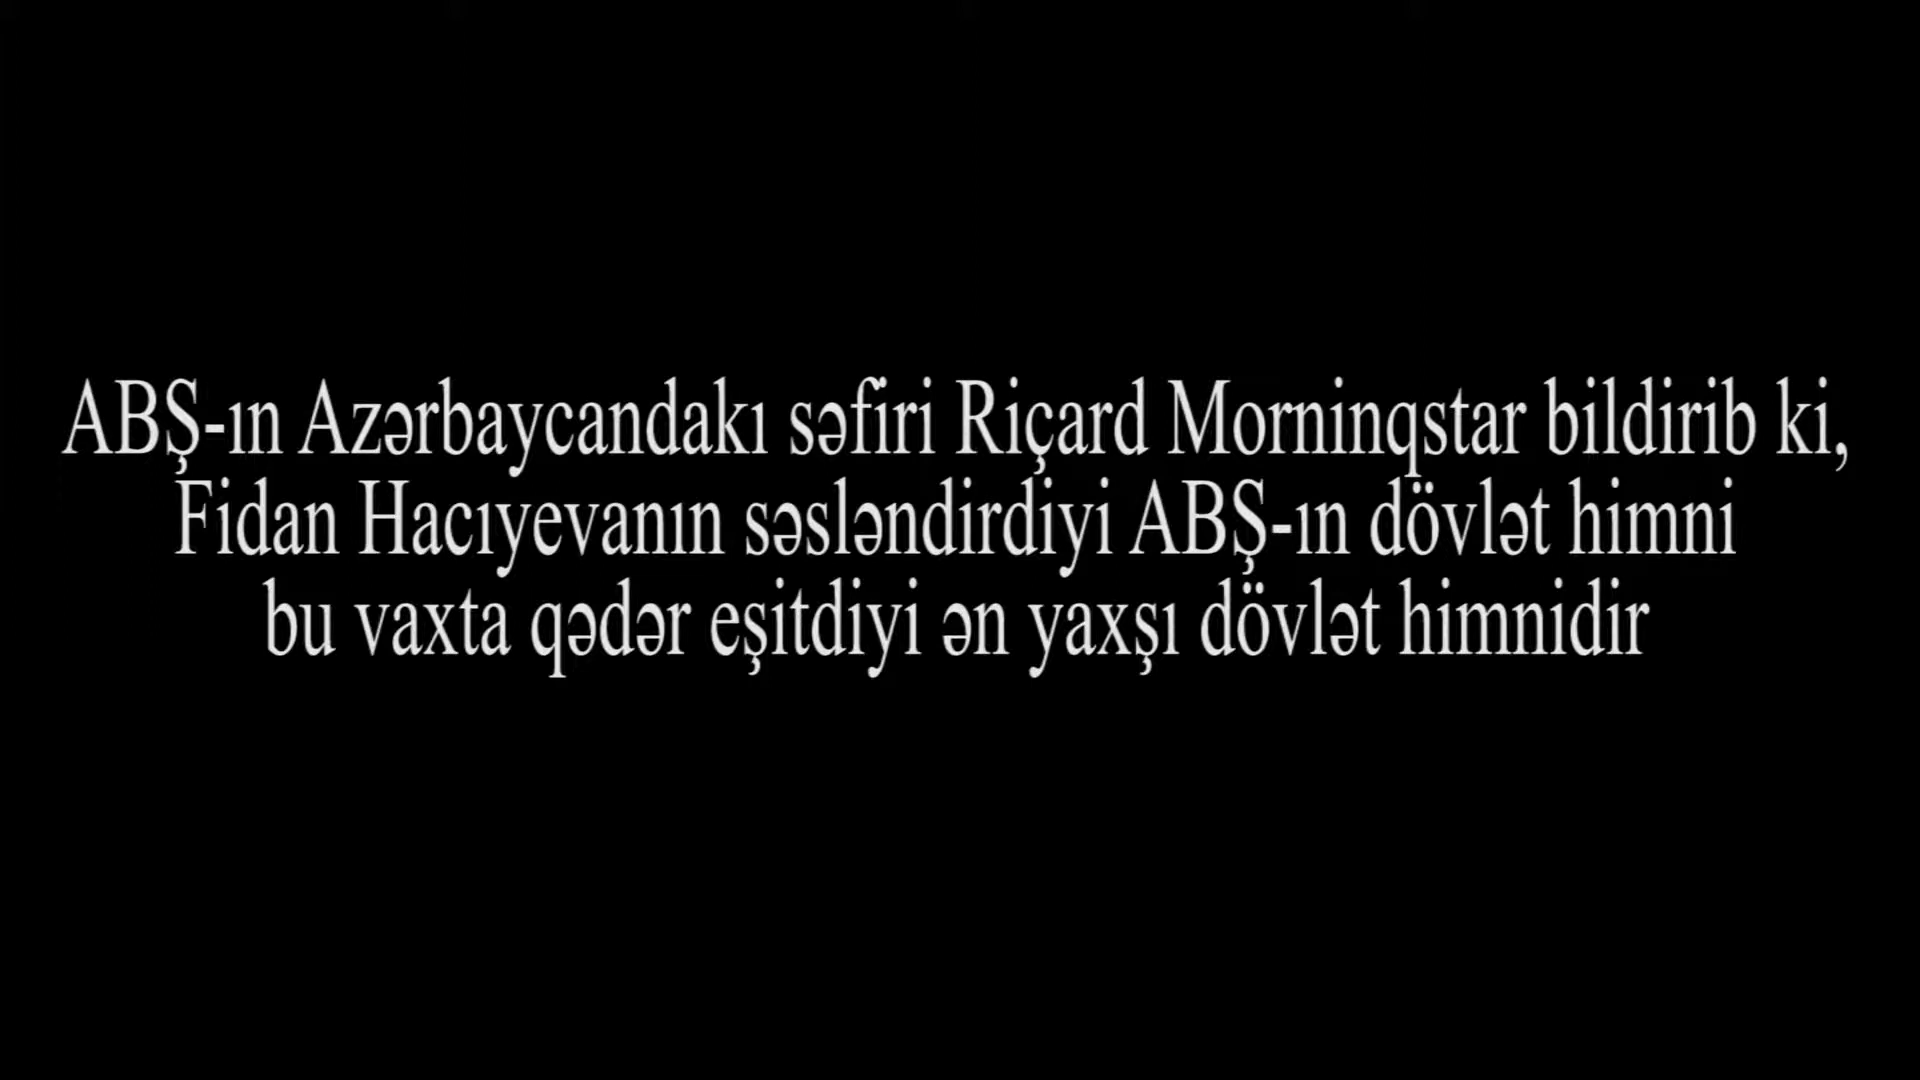 ABŞ-ın Azərbaycandakı səfiri Riçard Morninqstar bildirib ki,
Fidan Hacıyevanın səsləndirdiyi ABŞ-ın dövlət himni
bu vaxta qədər eşitdiyi ən yaxşı dövlət himnidir